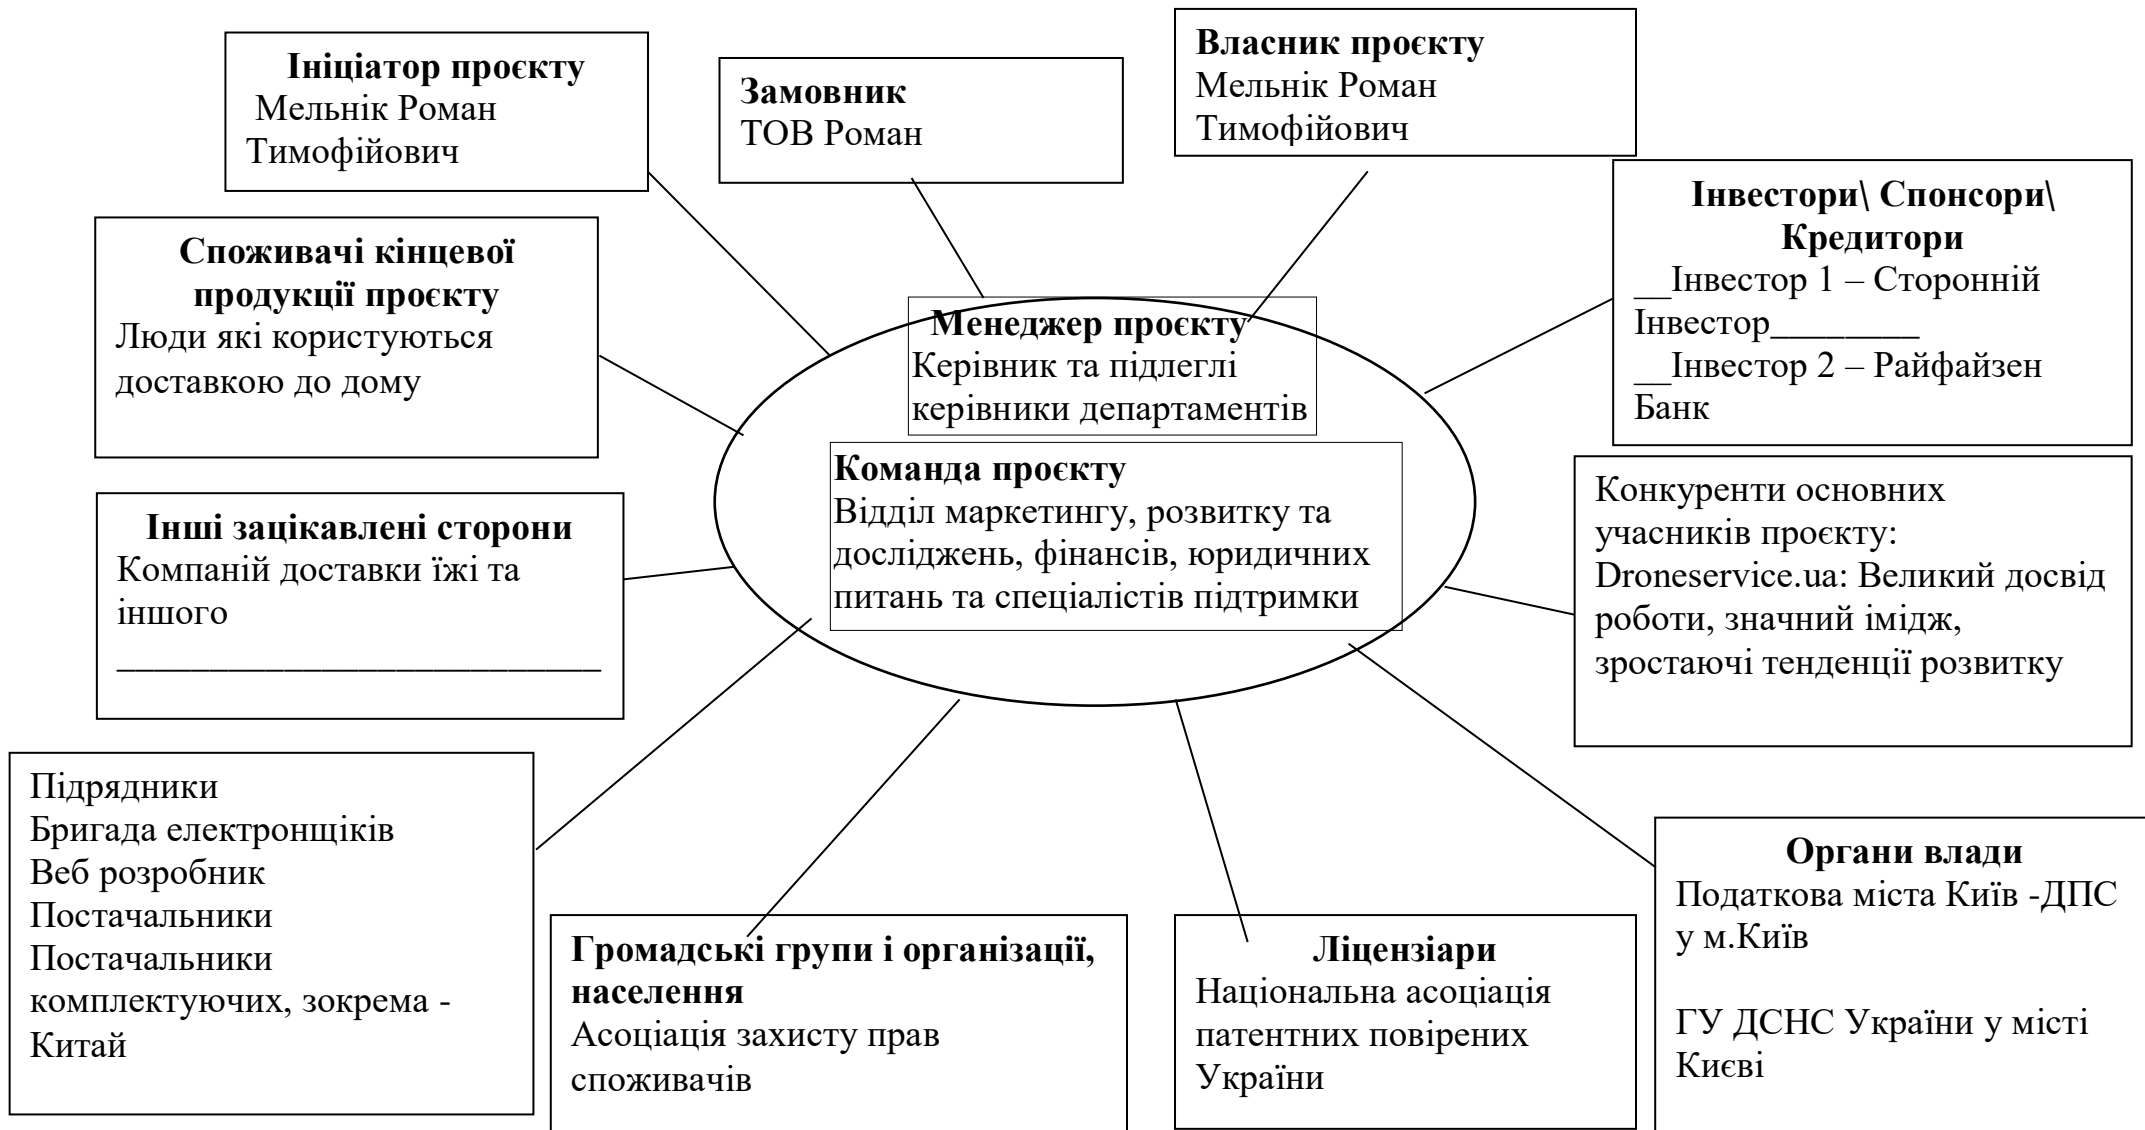 Ініціатор проєкту
Мельнік Роман
Тимофійович
Замовник
ТОВ Роман
Власник проєкту
Мельнік Роман
Тимофійович
Інвестори\ Спонсори\
Кредитори
__Інвестор 1 – Сторонній
Інвестор________
__Інвестор 2 – Райфайзен
Банк
Споживачі кінцевої
продукції проєкту
Люди які користуються
доставкою до дому
Менеджер проєкту
Керівник та підлеглі
керівники департаментів
Команда проєкту
Відділ маркетингу, розвитку та
досліджень, фінансів, юридичних
питань та спеціалістів підтримки
Інші зацікавлені сторони
Компаній доставки їжі та
іншого
__________________________
Конкуренти основних
учасників проєкту:
Droneservice.ua: Великий досвід
роботи, значний імідж,
зростаючі тенденції розвитку
Підрядники
Бригада електронщіків
Веб розробник
Постачальники
Постачальники
комплектуючих, зокрема -
Китай
Громадські групи і організації,
населення
Асоціація захисту прав
споживачів
Ліцензіари
Національна асоціація
патентних повірених
України
Органи влади
Податкова міста Київ -ДПС
у м.Київ
ГУ ДСНС України у місті
Києві